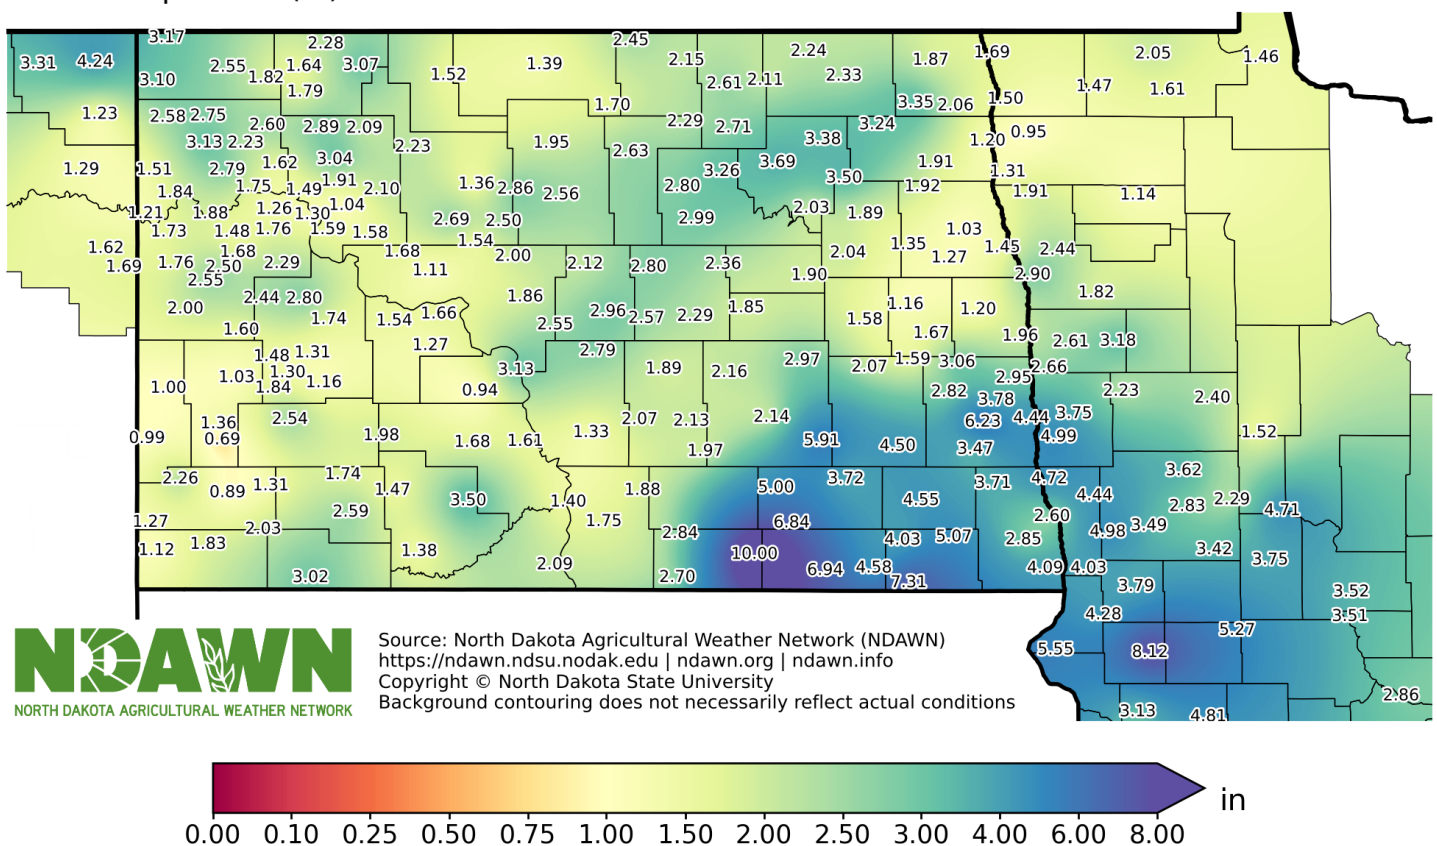 3.17 2.28 2.45 2.24 1.69 2.05 1.46
3.31 4.24 2.55 1.64 3.07 1.39 2.15 1.87
3.10 1.82 1.79 1.52 2.61 2.11 2.33 1.47 1.61
1.23 2.58 2.75 1.70 3.35 2.06 1.50
2.60 2.89 2.09 2.29 2.71 3.24
3.13 2.23 2.23 1.95 2.63 3.38 1.20 0.95
1.29 1.51 2.79 1.62 3.04 3.26 3.69 3.50 1.91 1.31
1.84 1.75 1.49 1.91 2.10 1.36 2.86 2.56 2.80 1.92 1.91 1.14
1.21 1.88 1.26 1.30 1.04 2.69 2.50 2.99 2.03 1.89
1.73 1.48 1.76 1.59 1.58 1.54 1.03
1.62 1.68 1.68 2.00 2.04 1.35 1.27 1.45 2.44
1.69 1.76 2.50 2.29 1.11 2.12 2.80 2.36 1.90 2.90
2.55 1.86 1.82
2.00 2.44 2.80 1.74 1.54 1.66 2.55 2.96 2.57 2.29 1.85 1.58 1.16 1.20
1.60 1.27 1.67 1.96 2.61 3.18
1.48 1.31 2.79 2.97 1.59 3.06
1.00 1.03 1.30 1.84 1.16 3.13 1.89 2.16 2.07 2.95 2.66
0.94 2.82 3.78 2.23 2.40
1.36 2.54 2.07 2.13 2.14 6.23 4.44 3.75
0.99 0.69 1.98 1.68 1.61 1.33 1.97 5.91 4.50 3.47 4.99 1.52
2.26 1.74 3.72 3.71 4.72 3.62
0.89 1.31 1.47 3.50 1.40 1.88 5.00 4.55 4.44 2.83 2.29 4.71
1.27 2.03 2.59 1.75 2.84 6.84 2.60 4.98 3.49
1.12 1.83 1.38 10.00 4.03 5.07 2.85 3.42 3.75
3.02 2.09 2.70 6.94 4.58 7.31 4.09 4.03 3.79 3.52
4.28 5.27 3.51
5.55 8.12
3.13 4.81 2.86
NDAWN
NORTH DAKOTA AGRICULTURAL WEATHER NETWORK
Source: North Dakota Agricultural Weather Network (NDAWN)
https://ndawn.ndsu.nodak.edu | ndawn.org | ndawn.info
Copyright © North Dakota State University
Background contouring does not necessarily reflect actual conditions
in
0.00 0.10 0.25 0.50 0.75 1.00 1.50 2.00 2.50 3.00 4.00 6.00 8.00